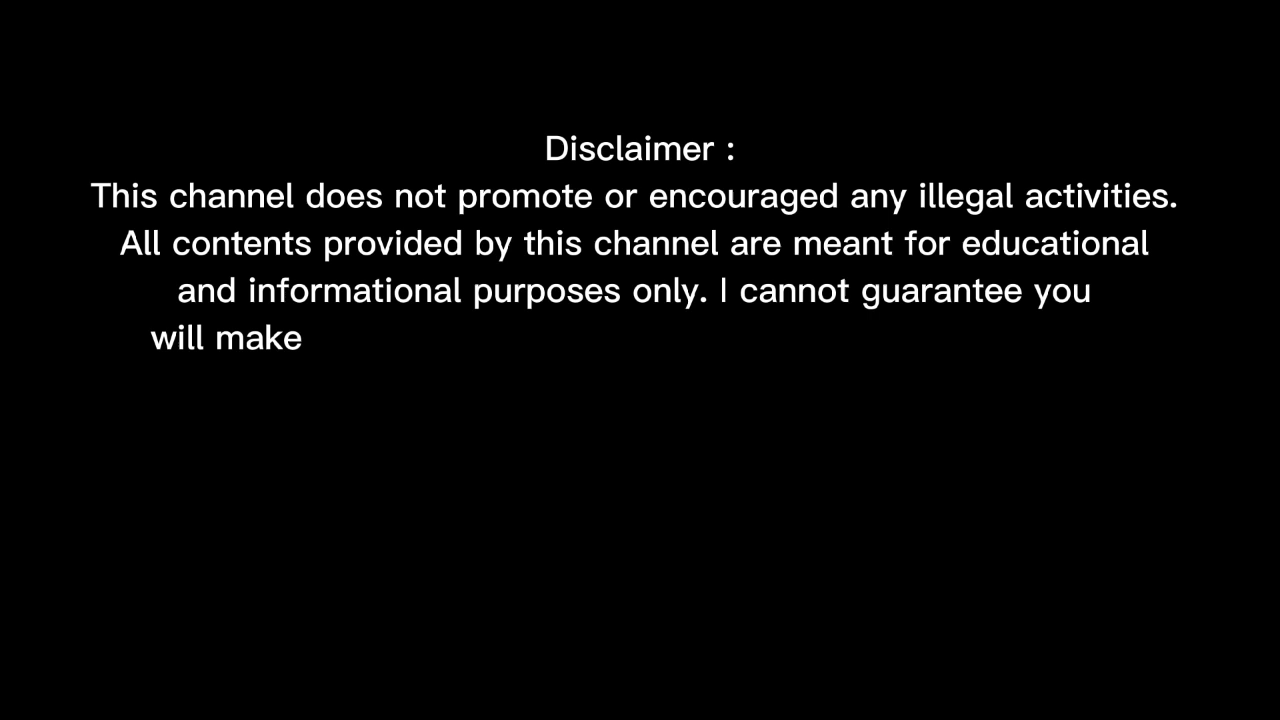 Disclaimer :
This channel does not promote or encouraged any illegal activities.
All contents provided by this channel are meant for educational
and informational purposes only. I cannot guarantee you
will make